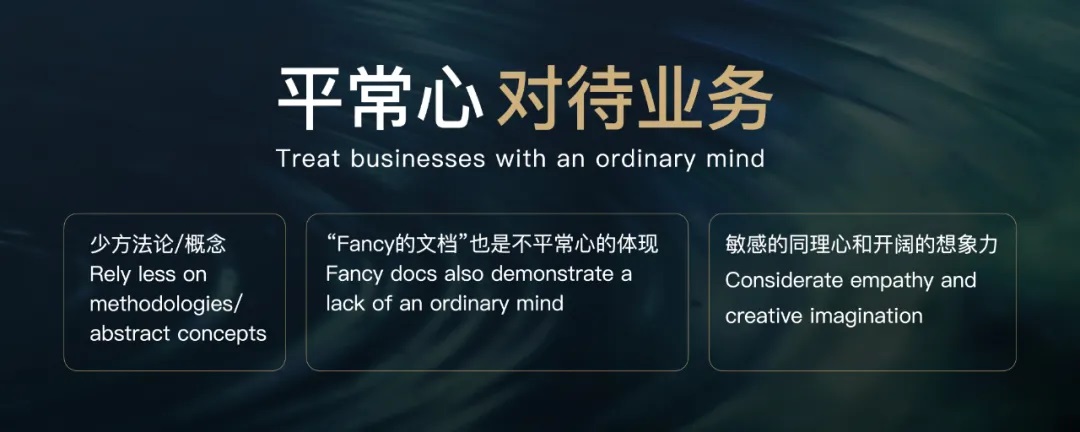 平常心 对待业务
Treat businesses with an ordinary mind
少方法论/概念
Rely less on
methodologies/
abstract concepts
“Fancy的文档”也是不平常心的体现
Fancy docs also demonstrate a
lack of an ordinary mind
敏感的同理心和开阔的想象力
Considerate empathy and
creative imagination